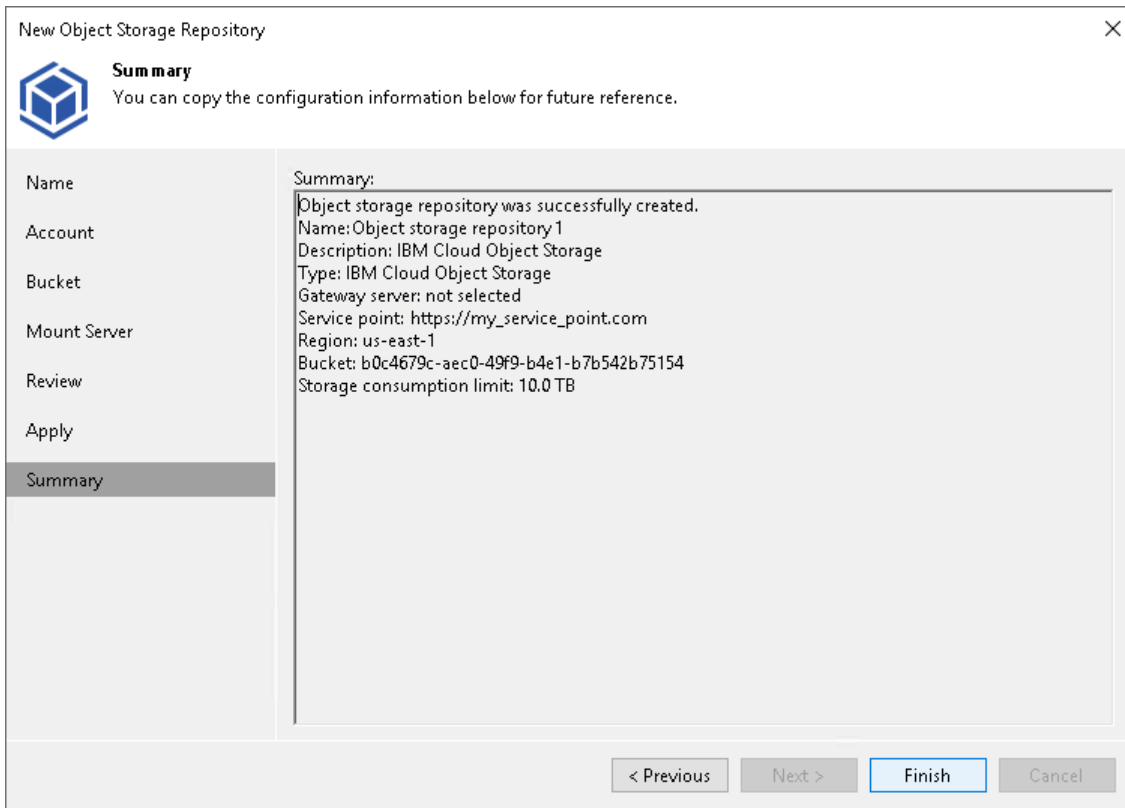 New Object Storage Repository
Summary
You can copy the configuration information below for future reference.
Name
Account
Bucket
Mount Server
Review
Apply
Summary
Summary:
Object storage repository was successfully created.
Name: Object storage repository 1
Description: IBM Cloud Object Storage
Type: IBM Cloud Object Storage
Gateway server: not selected
Service point: https://my_service_point.com
Region: us-east-1
Bucket: b0c4679c-aec0-49f9-b4e1-b7b542b75154
Storage consumption limit: 10.0 TB
< Previous
Next >
Finish
Cancel